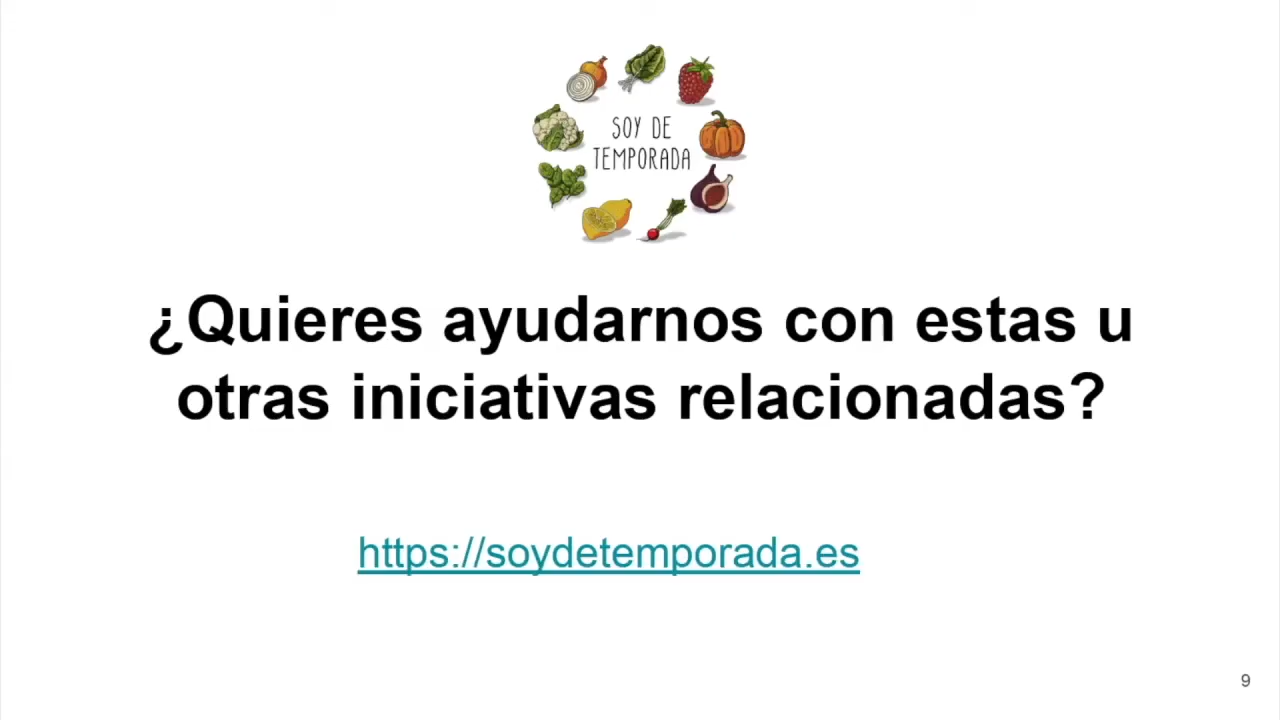 SOY DE
TEMPORADA
¿Quieres ayudarnos con estas u
otras iniciativas relacionadas?
https://soydetemporada.es
9